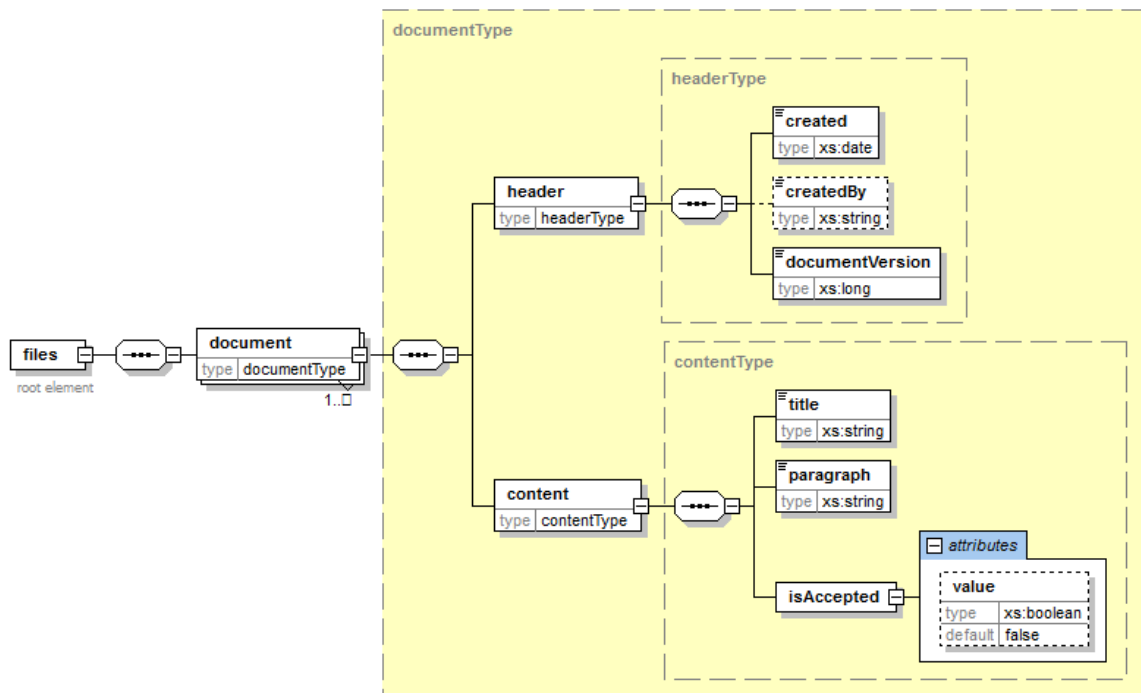 documentType
headerType
created
type xs:date
createdBy
type xs:string
documentVersion
type xs:long
header
type headerType
files
root element
document
type documentType
1..□
contentType
title
type xs:string
paragraph
type xs:string
content
type contentType
isAccepted
attributes
value
type xs:boolean
default false